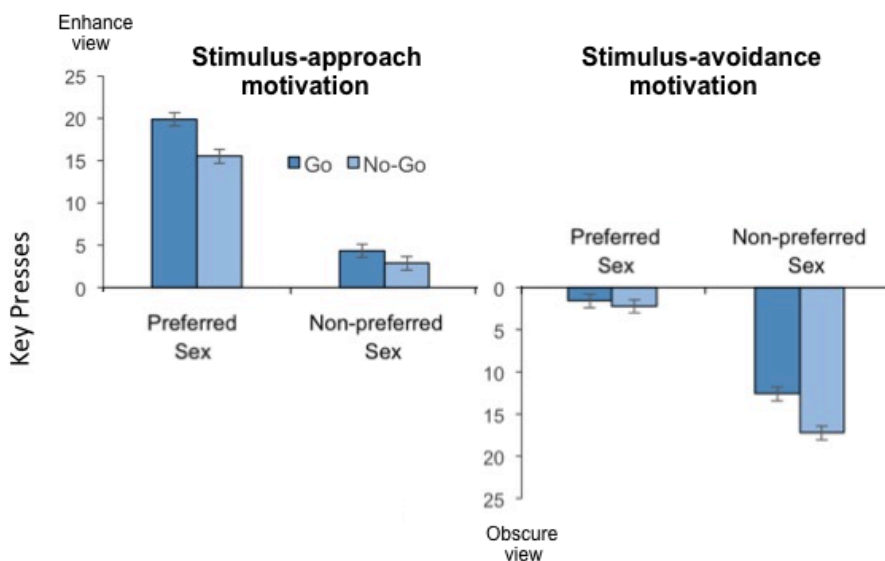 Enhance
view
Stimulus-approach
motivation
Stimulus-avoidance
motivation
25
20
15
10
5
0
Go
No-Go
Key Presses
Preferred
Sex
Non-preferred
Sex
Preferred
Sex
Non-preferred
Sex
0
5
10
15
20
25
Obscure
view